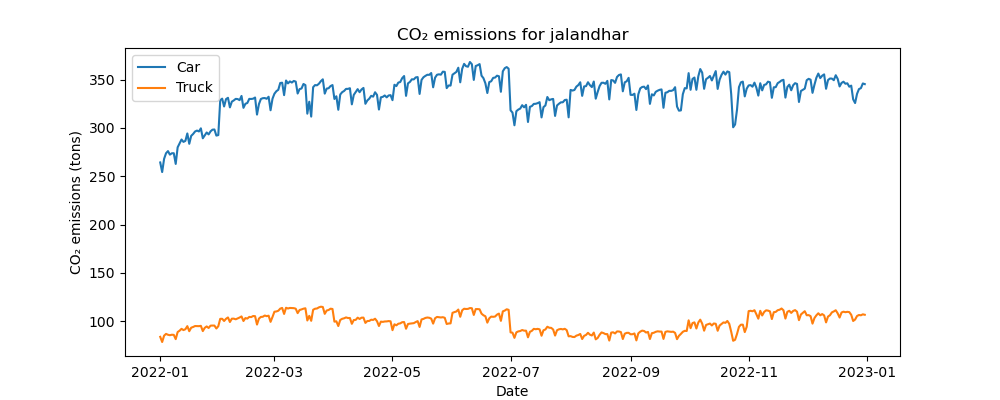 CO₂ emissions for jalandhar
Car
Truck
CO₂ emissions (tons)
350
300
250
200
150
100
2022-01
2022-03
2022-05
2022-07
2022-09
2022-11
2023-01
Date